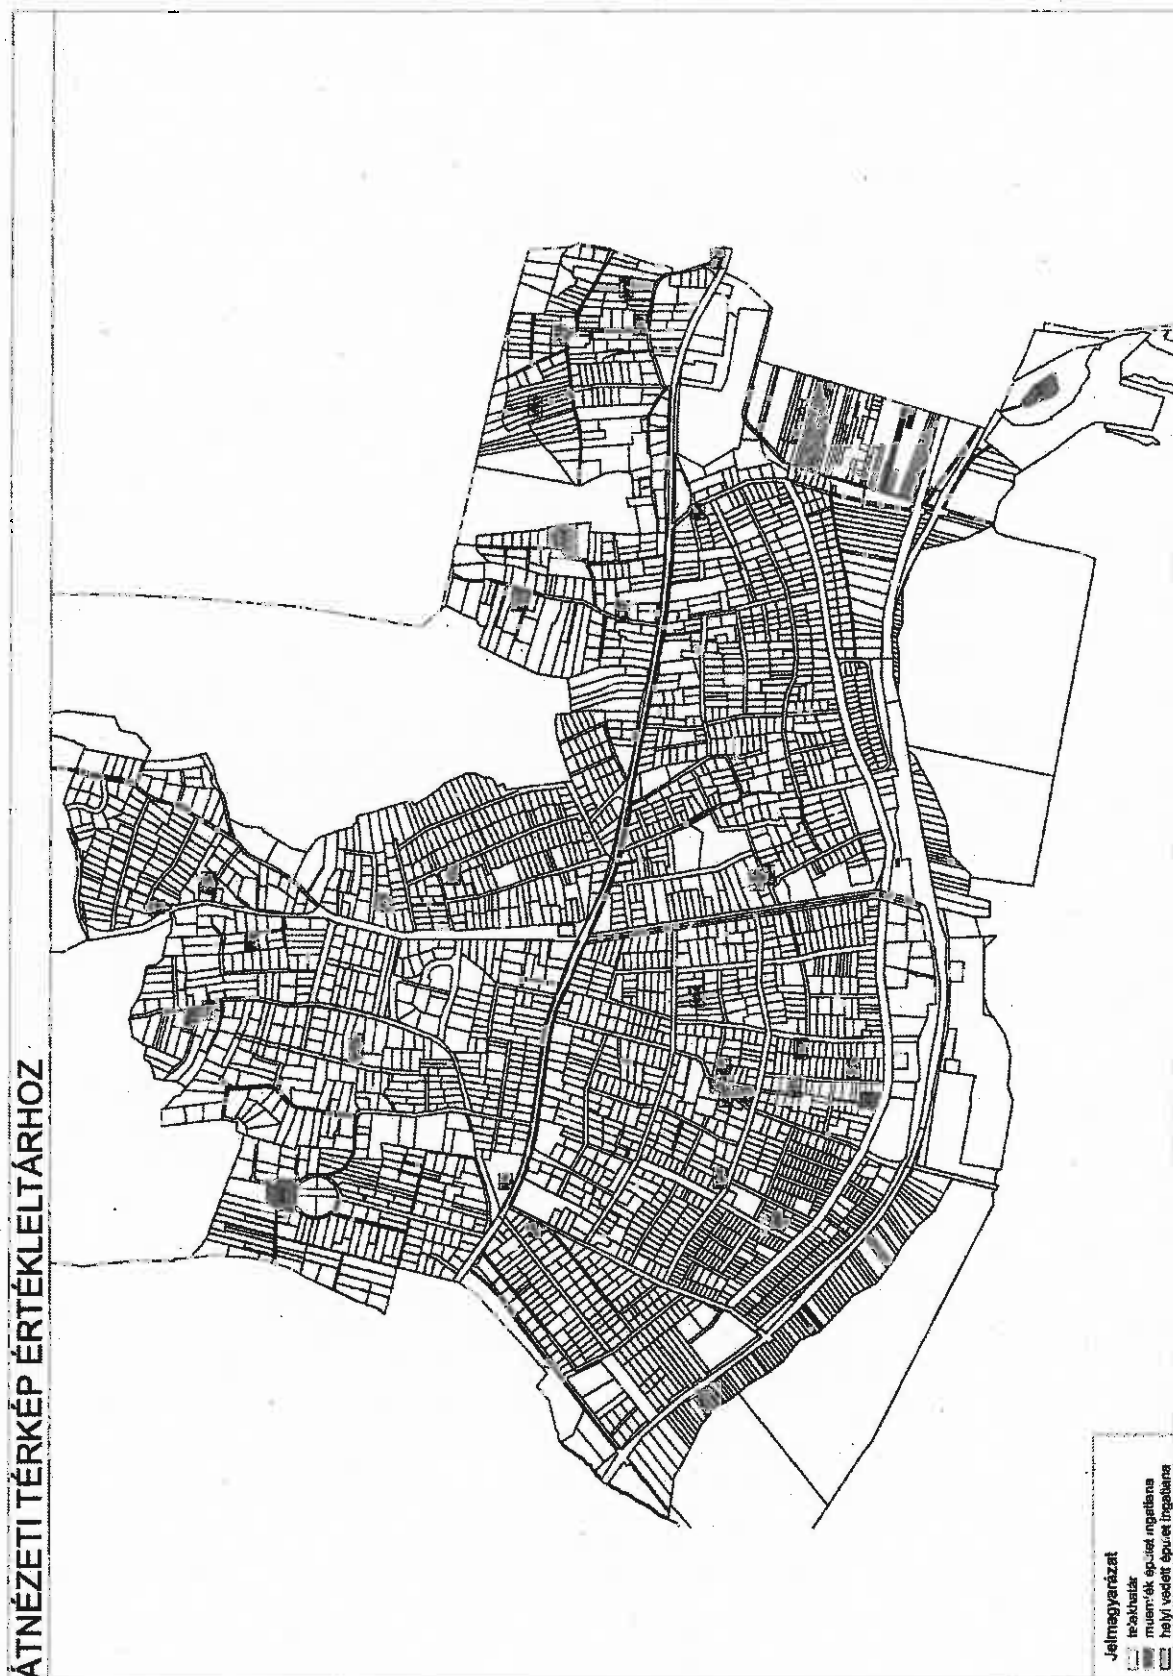 ÁTNÉZETI TÉRKÉP ÉRTÉKLELTÁRHOZ
Jelmagyarázat
telekhatár
műemlék épület ingatlana
helyi védett épület ingatlana